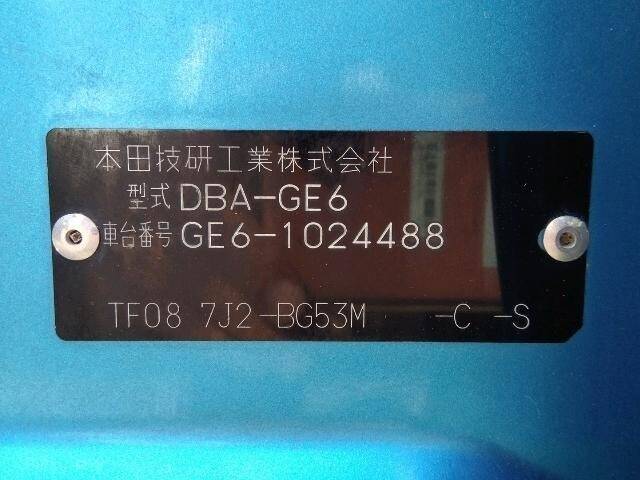 本田技研工業株式会社
型式 DBA-GE6
車台番号 GE6-1024488
TF08 7J2-BG53M -C -S